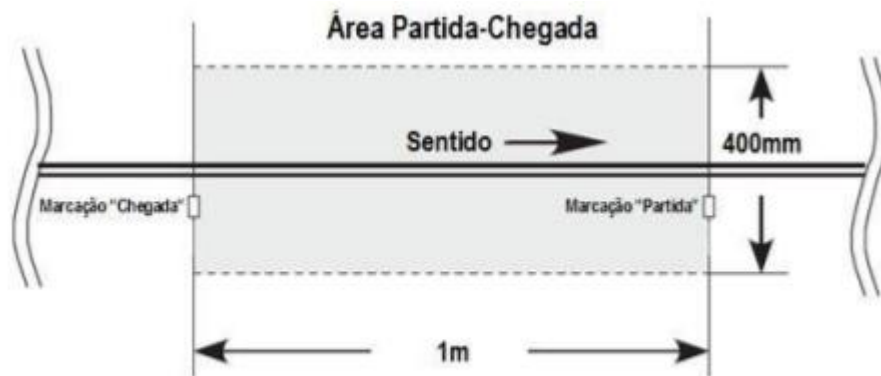 Área Partida-Chegada
Sentido
400mm
Marcação "Chegada"
Marcação "Partida"
1m